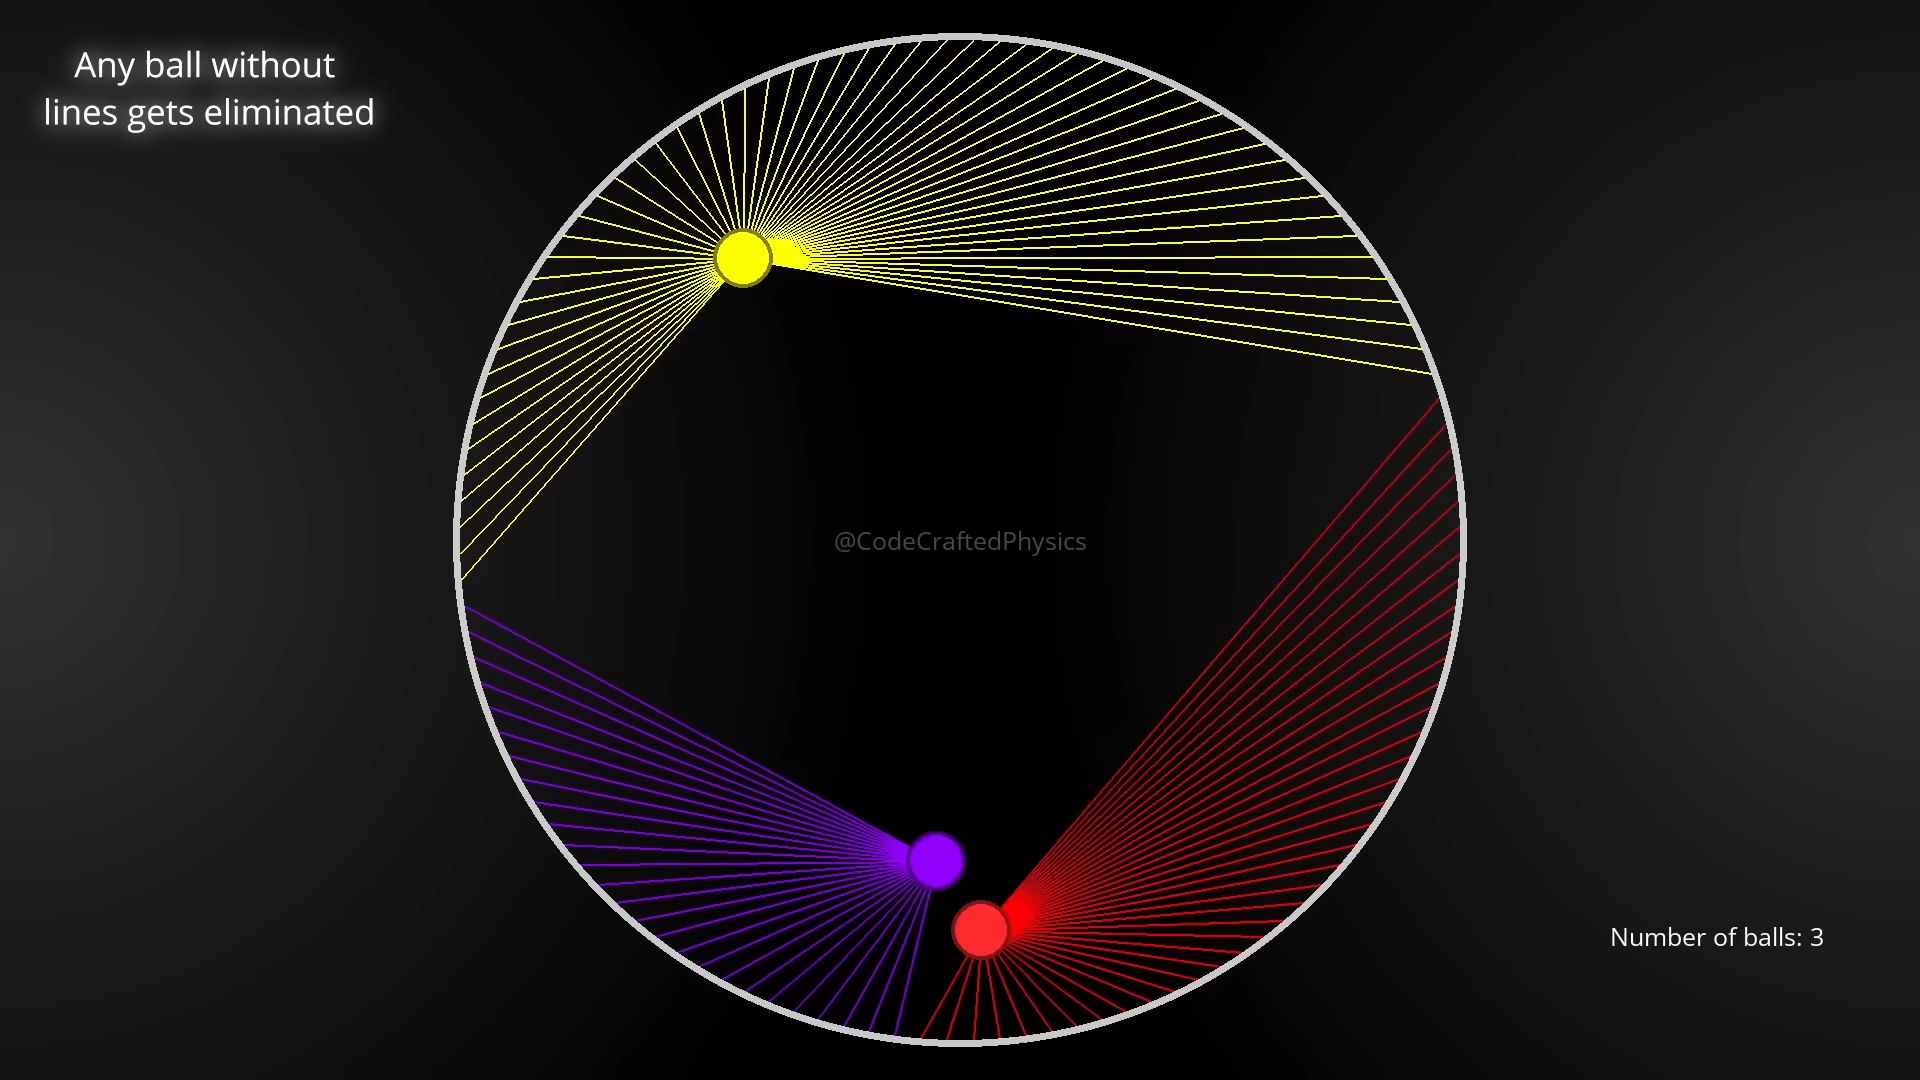 Any ball without
lines gets eliminated
@CodeCraftedPhysics
Number of balls: 3